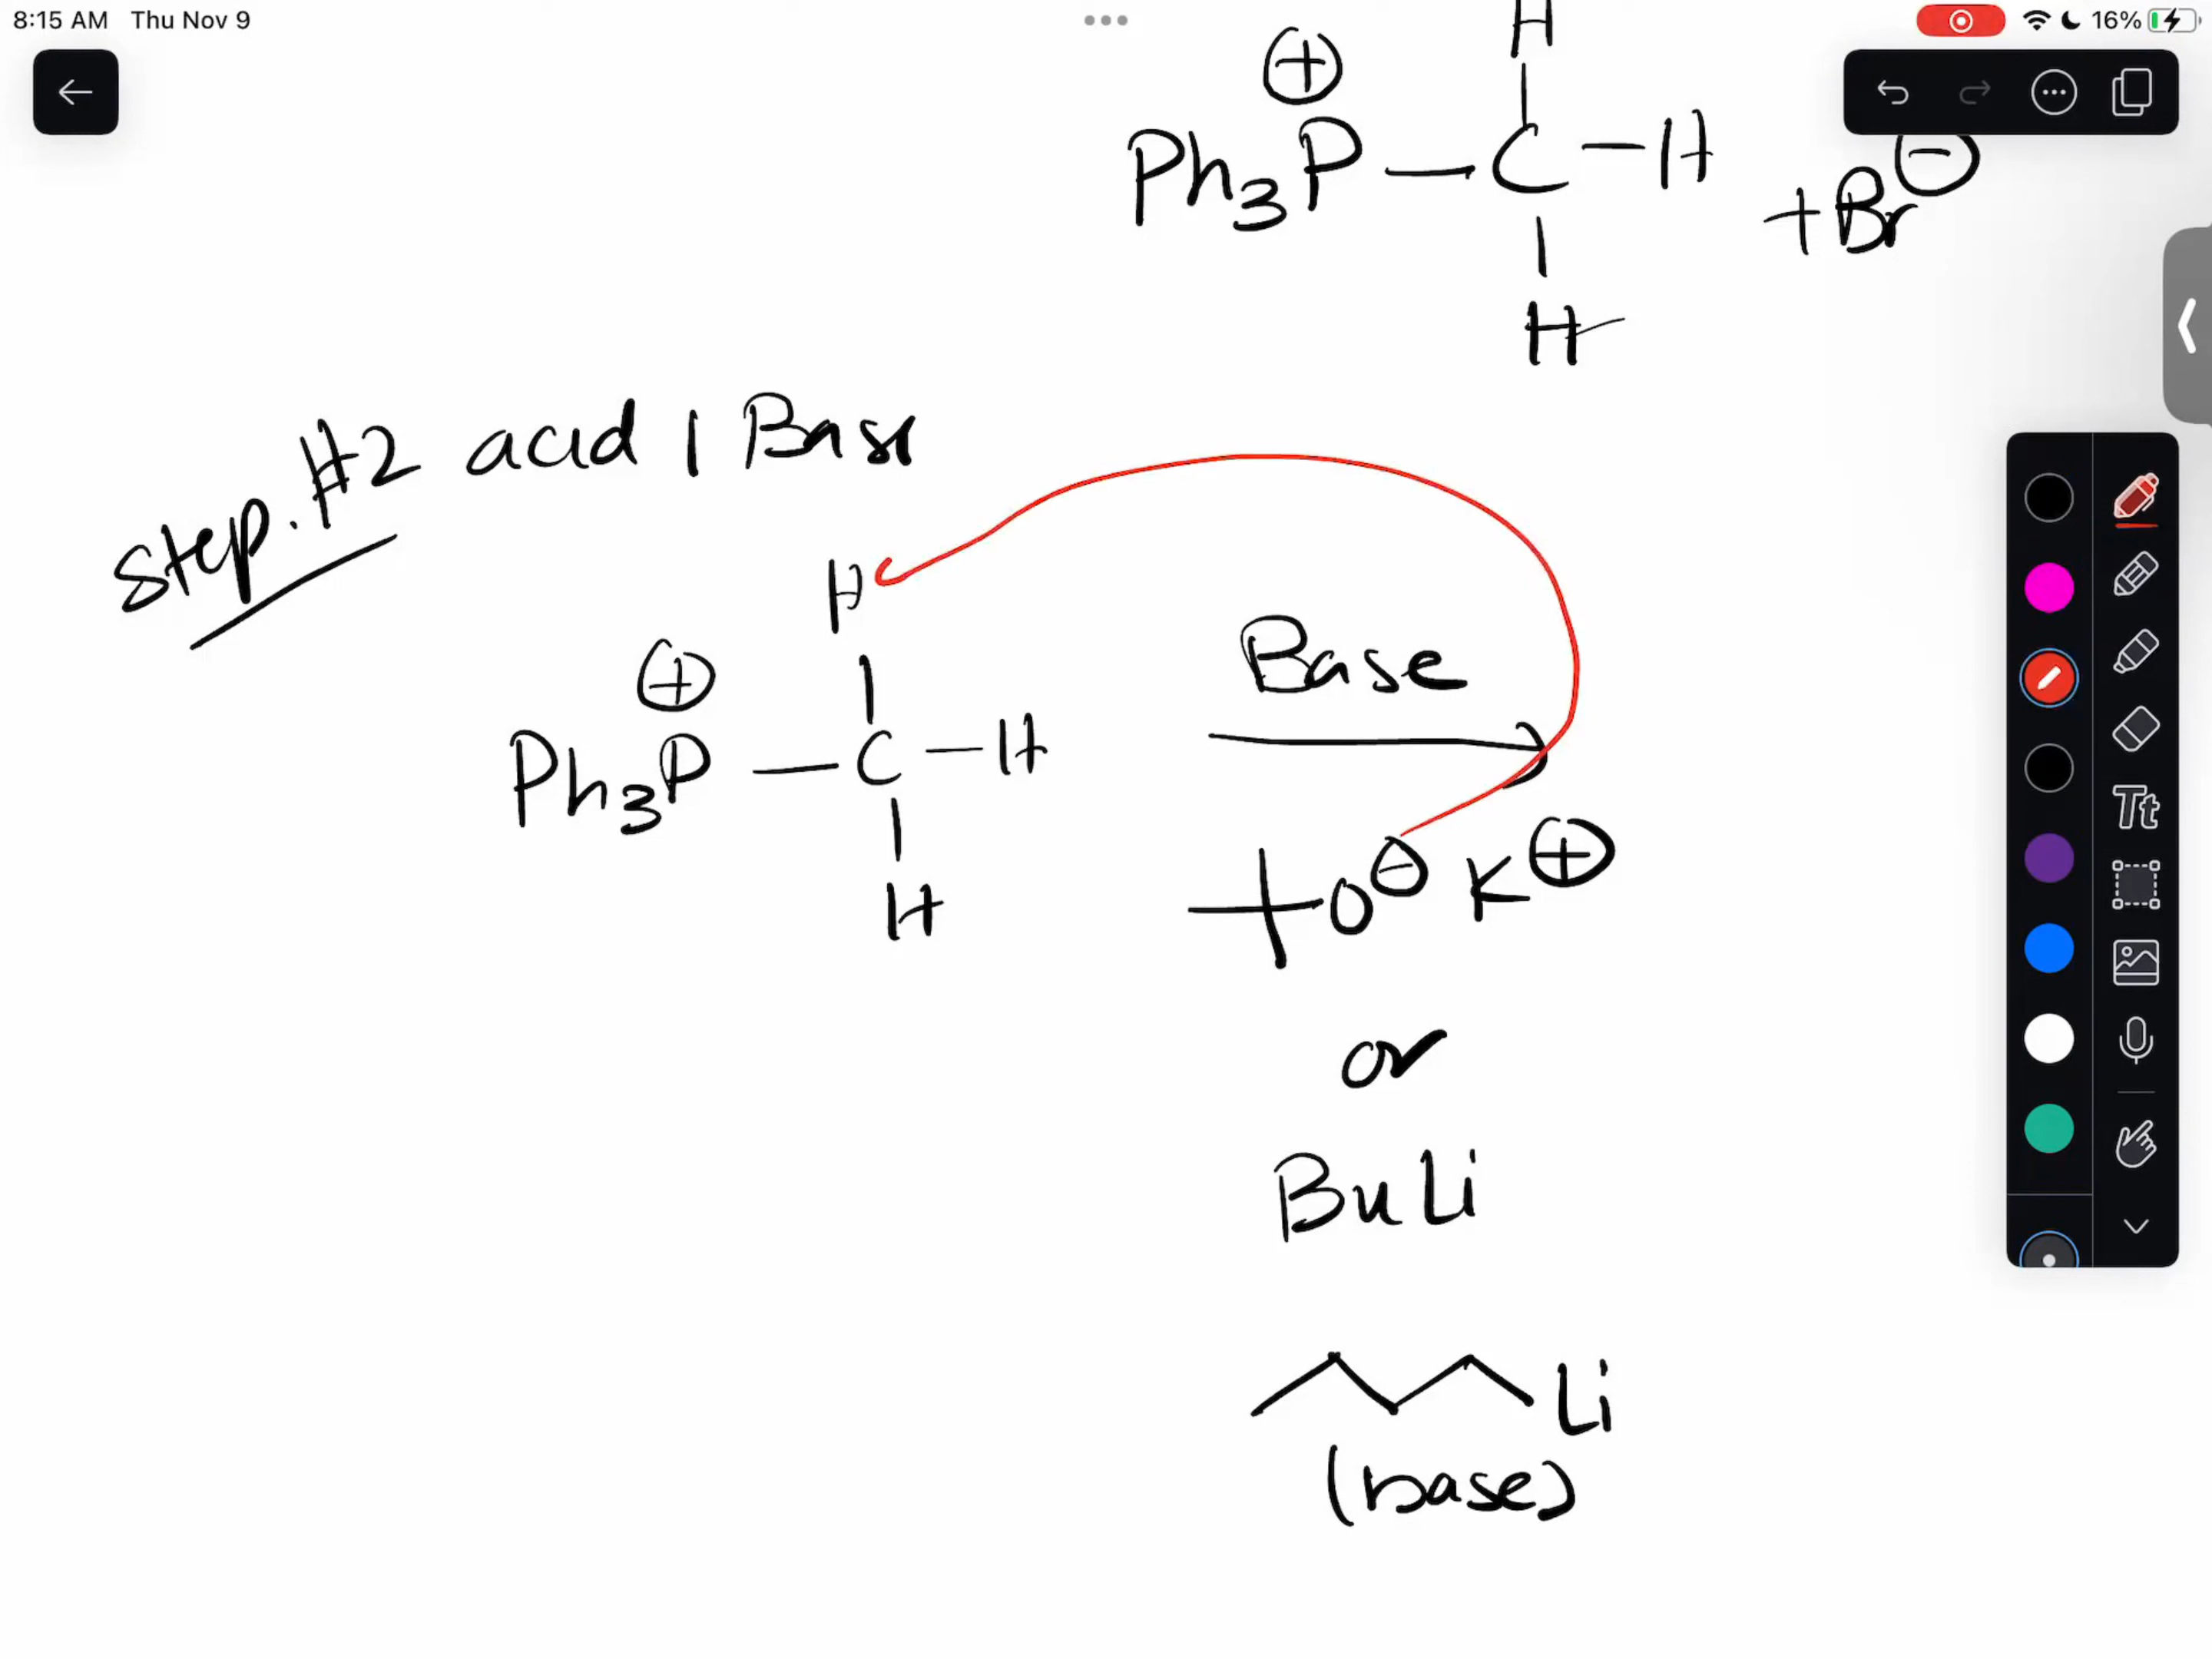 8:15 AM Thu Nov 9
16%
H
⊕
Ph₃P – C – H
+ Br⊖
H
Step. #2 acid / Base
H
⊕
Ph₃P – C – H
H
Base
O⊖ K⊕
or
BuLi
Li
(base)
Tt